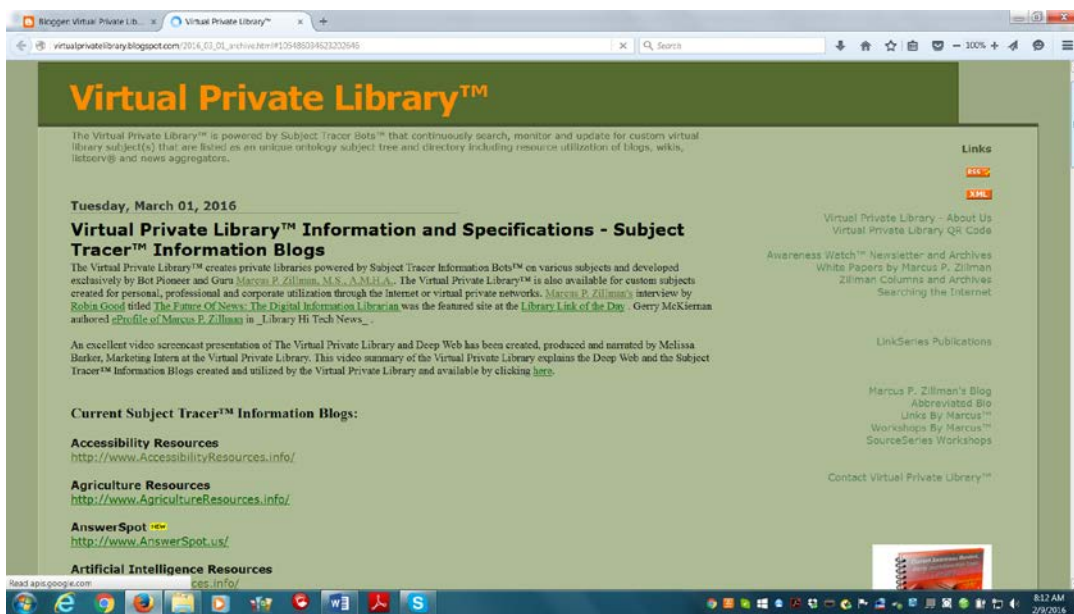 Blogger: Virtual Private Lib...
Virtual Private Library™
virtualprivatelibrary.blogspot.com/2016_03_01_archive.html#105486094623202646
Search
100%
Virtual Private Library™
The Virtual Private Library™ is powered by Subject Tracer Bots™ that continuously search, monitor and update for custom virtual
library subject(s) that are listed as an unique ontology subject tree and directory including resource utilization of blogs, wikis,
listserv® and news aggregators.
Tuesday, March 01, 2016
Virtual Private Library™ Information and Specifications - Subject
Tracer™ Information Blogs
The Virtual Private Library™ creates private libraries powered by Subject Tracer Information Bots™ on various subjects and developed
exclusively by Bot Pioneer and Guru Marcus P. Zillman, M.S., A.M.H.A.. The Virtual Private Library™ is also available for custom subjects
created for personal, professional and corporate utilization through the Internet or virtual private networks. Marcus P. Zillman's interview by
Robin Good titled The Future Of News: The Digital Information Librarian was the featured site at the Library Link of the Day . Gerry McKiernan
authored eProfile of Marcus P. Zillman in _Library Hi Tech News_ .
An excellent video screencast presentation of The Virtual Private Library and Deep Web has been created, produced and narrated by Melissa
Barker, Marketing Intern at the Virtual Private Library. This video summary of the Virtual Private Library explains the Deep Web and the Subject
Tracer™ Information Blogs created and utilized by the Virtual Private Library and available by clicking here.
Current Subject Tracer™ Information Blogs:
Accessibility Resources
http://www.AccessibilityResources.info/
Agriculture Resources
http://www.AgricultureResources.info/
AnswerSpot NEW
http://www.AnswerSpot.us/
Artificial Intelligence Resources
ces.info/
Read apis.google.com
Links
RSS
XML
Virtual Private Library - About Us
Virtual Private Library QR Code
Awareness Watch™ Newsletter and Archives
White Papers by Marcus P. Zillman
Zillman Columns and Archives
Searching the Internet
LinkSeries Publications
Marcus P. Zillman's Blog
Abbreviated Bio
Links By Marcus™
Workshops By Marcus™
SourceSeries Workshops
Contact Virtual Private Library™
8:12 AM
2/9/2016